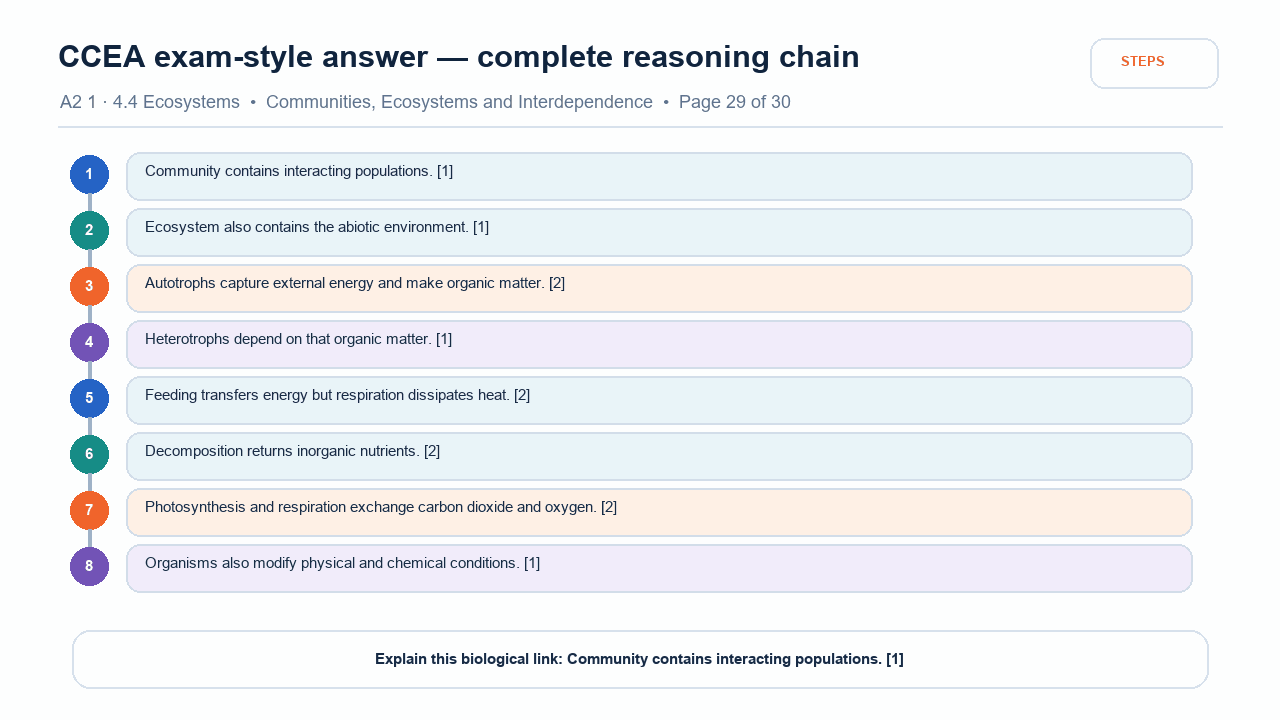 CCEA exam-style answer — complete reasoning chain
STEPS
A2 1 · 4.4 Ecosystems • Communities, Ecosystems and Interdependence • Page 29 of 30
1 Community contains interacting populations. [1]
2 Ecosystem also contains the abiotic environment. [1]
3 Autotrophs capture external energy and make organic matter. [2]
4 Heterotrophs depend on that organic matter. [1]
5 Feeding transfers energy but respiration dissipates heat. [2]
6 Decomposition returns inorganic nutrients. [2]
7 Photosynthesis and respiration exchange carbon dioxide and oxygen. [2]
8 Organisms also modify physical and chemical conditions. [1]
Explain this biological link: Community contains interacting populations. [1]